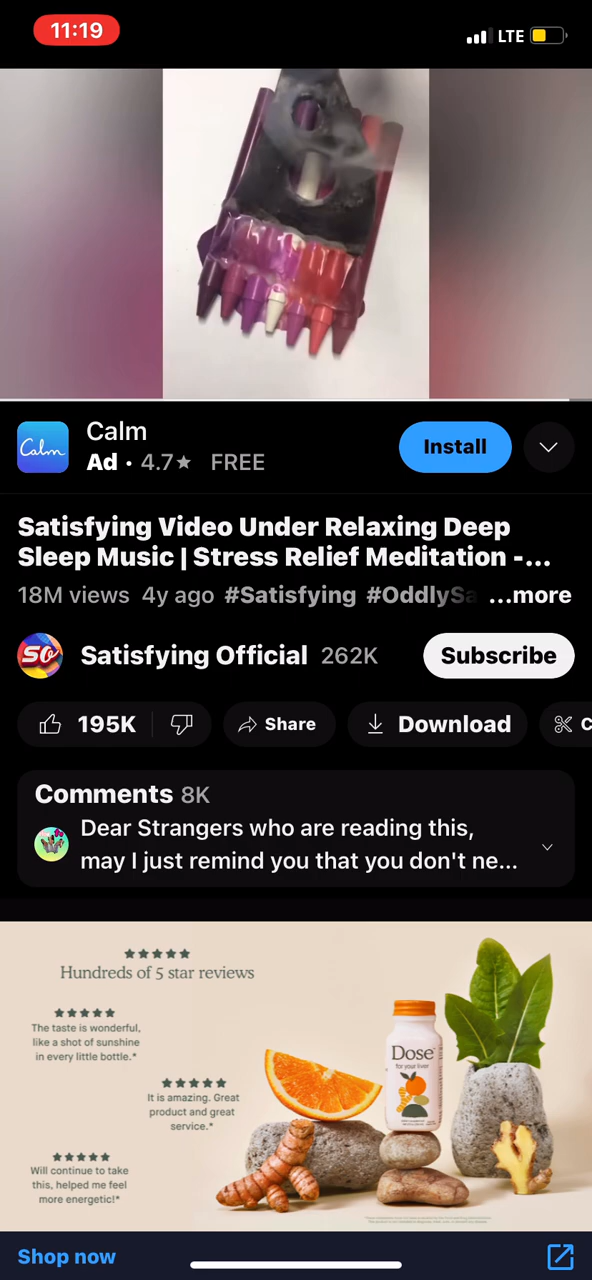 11:19
LTE
Calm
Calm
Ad • 4.7★ FREE
Install
Satisfying Video Under Relaxing Deep
Sleep Music | Stress Relief Meditation -...
18M views 4y ago #Satisfying #OddlySa ...more
SO
Satisfying Official 262K
Subscribe
195K
Share
Download
C
Comments 8K
Dear Strangers who are reading this,
may I just remind you that you don't ne...
★★★★★
Hundreds of 5 star reviews
★★★★★
The taste is wonderful,
like a shot of sunshine
in every little bottle.*
★★★★★
It is amazing. Great
product and great
service.*
★★★★★
Will continue to take
this, helped me feel
more energetic!*
Dose
for your liver
Shop now